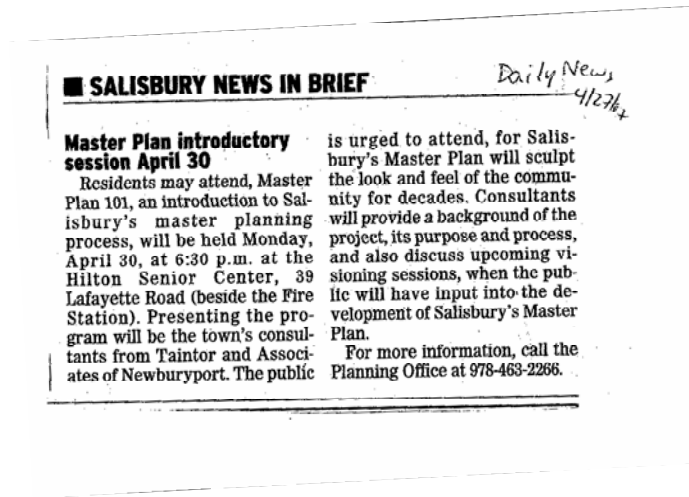 ■ SALISBURY NEWS IN BRIEF
Daily News
4/27/07
Master Plan introductory
session April 30
Residents may attend, Master
Plan 101, an introduction to Sal-
isbury's master planning
process, will be held Monday,
April 30, at 6:30 p.m. at the
Hilton Senior Center, 39
Lafayette Road (beside the Fire
Station). Presenting the pro-
gram will be the town's consul-
tants from Taintor and Associ-
ates of Newburyport. The public
is urged to attend, for Salis-
bury's Master Plan will sculpt
the look and feel of the commu-
nity for decades. Consultants
will provide a background of the
project, its purpose and process,
and also discuss upcoming vi-
sioning sessions, when the pub-
lic will have input into the de-
velopment of Salisbury's Master
Plan.
For more information, call the
Planning Office at 978-463-2266.